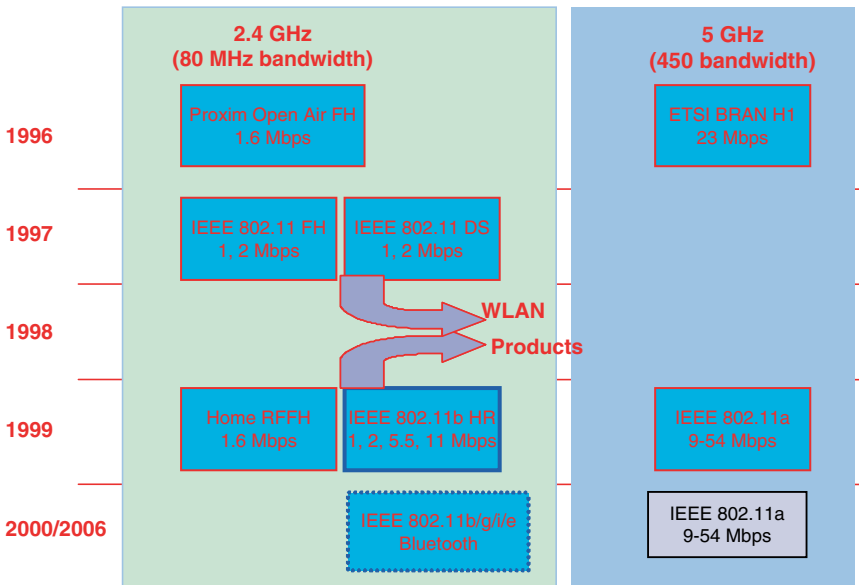 2.4 GHz
(80 MHz bandwidth)
5 GHz
(450 bandwidth)
1996
Proxim Open Air FH
1.6 Mbps
ETSI BRAN H1
23 Mbps
1997
IEEE 802.11 FH
1, 2 Mbps
IEEE 802.11 DS
1, 2 Mbps
1998
WLAN
Products
1999
Home RFFH
1.6 Mbps
IEEE 802.11b HR
1, 2, 5.5, 11 Mbps
IEEE 802.11a
9-54 Mbps
2000/2006
IEEE 802.11b/g/i/e
Bluetooth
IEEE 802.11a
9-54 Mbps